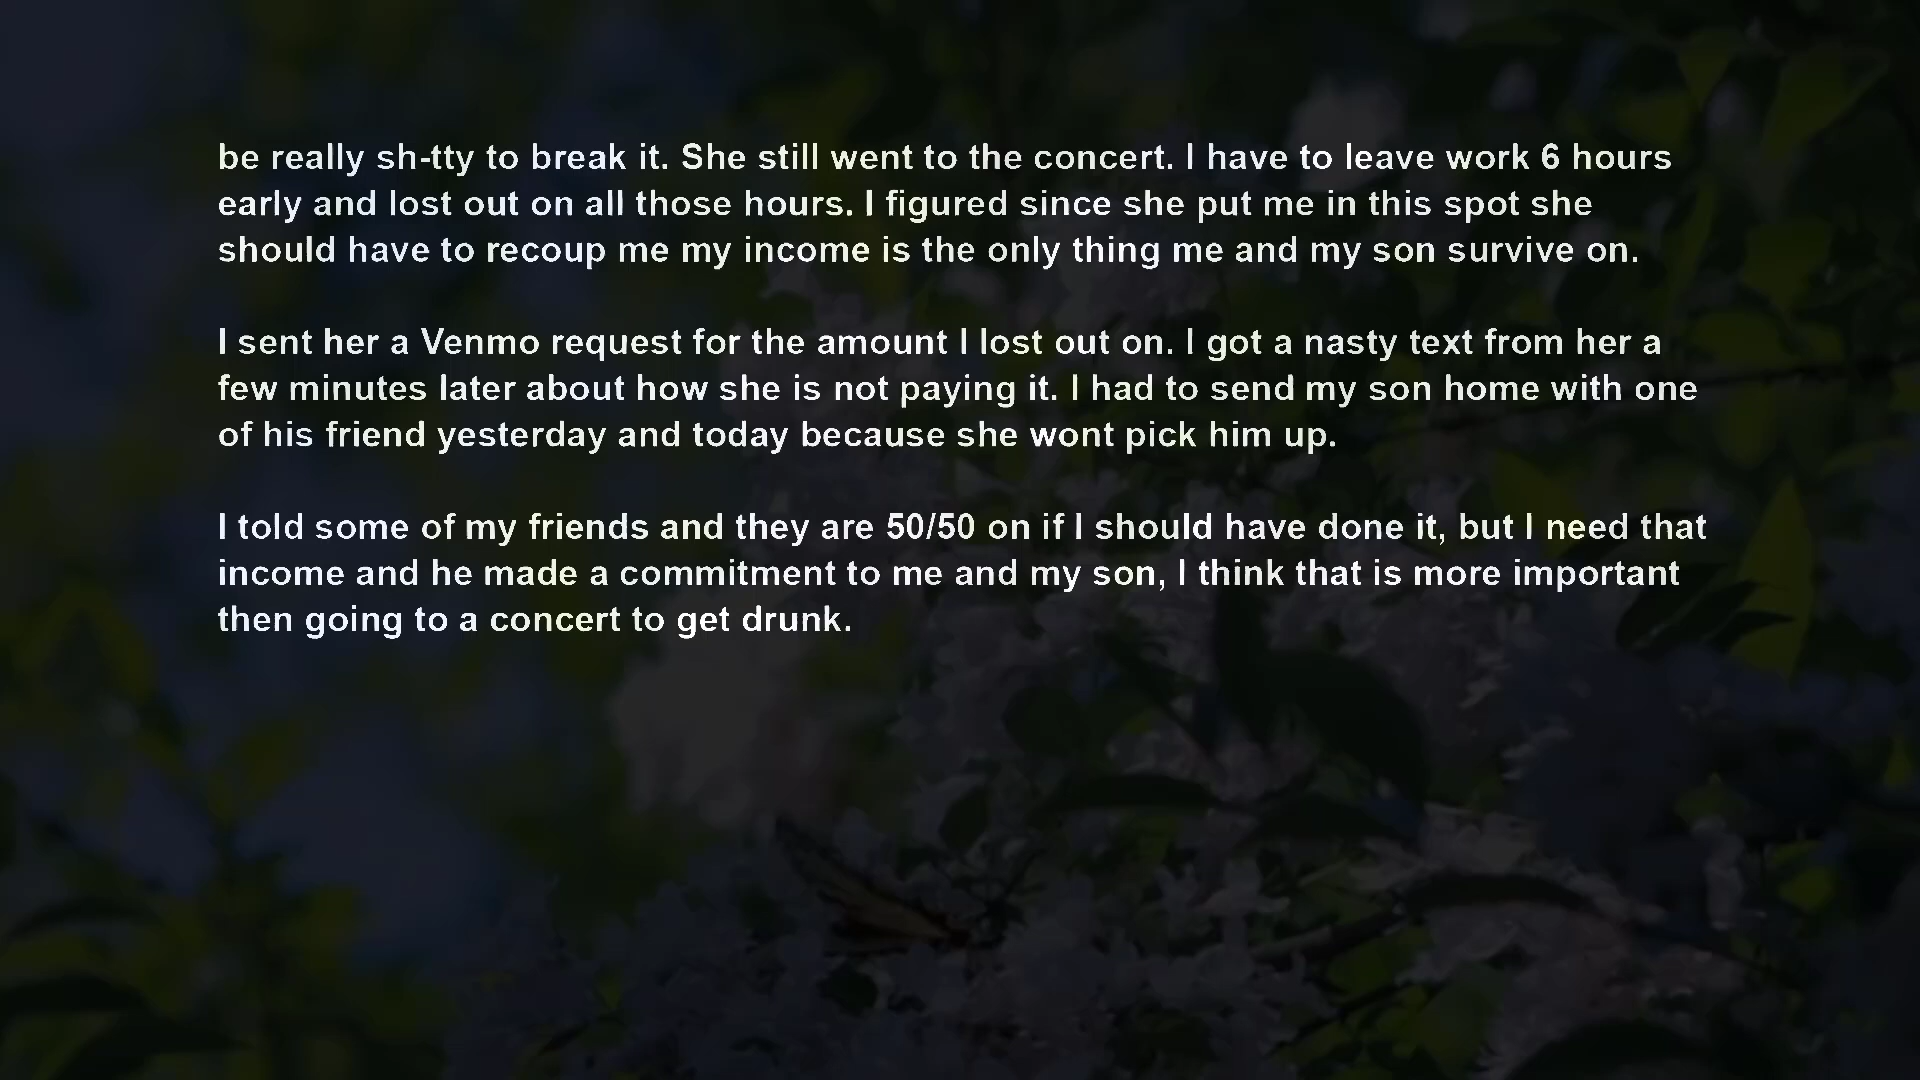 be really sh-tty to break it. She still went to the concert. I have to leave work 6 hours
early and lost out on all those hours. I figured since she put me in this spot she
should have to recoup me my income is the only thing me and my son survive on.
I sent her a Venmo request for the amount I lost out on. I got a nasty text from her a
few minutes later about how she is not paying it. I had to send my son home with one
of his friend yesterday and today because she wont pick him up.
I told some of my friends and they are 50/50 on if I should have done it, but I need that
income and he made a commitment to me and my son, I think that is more important
then going to a concert to get drunk.